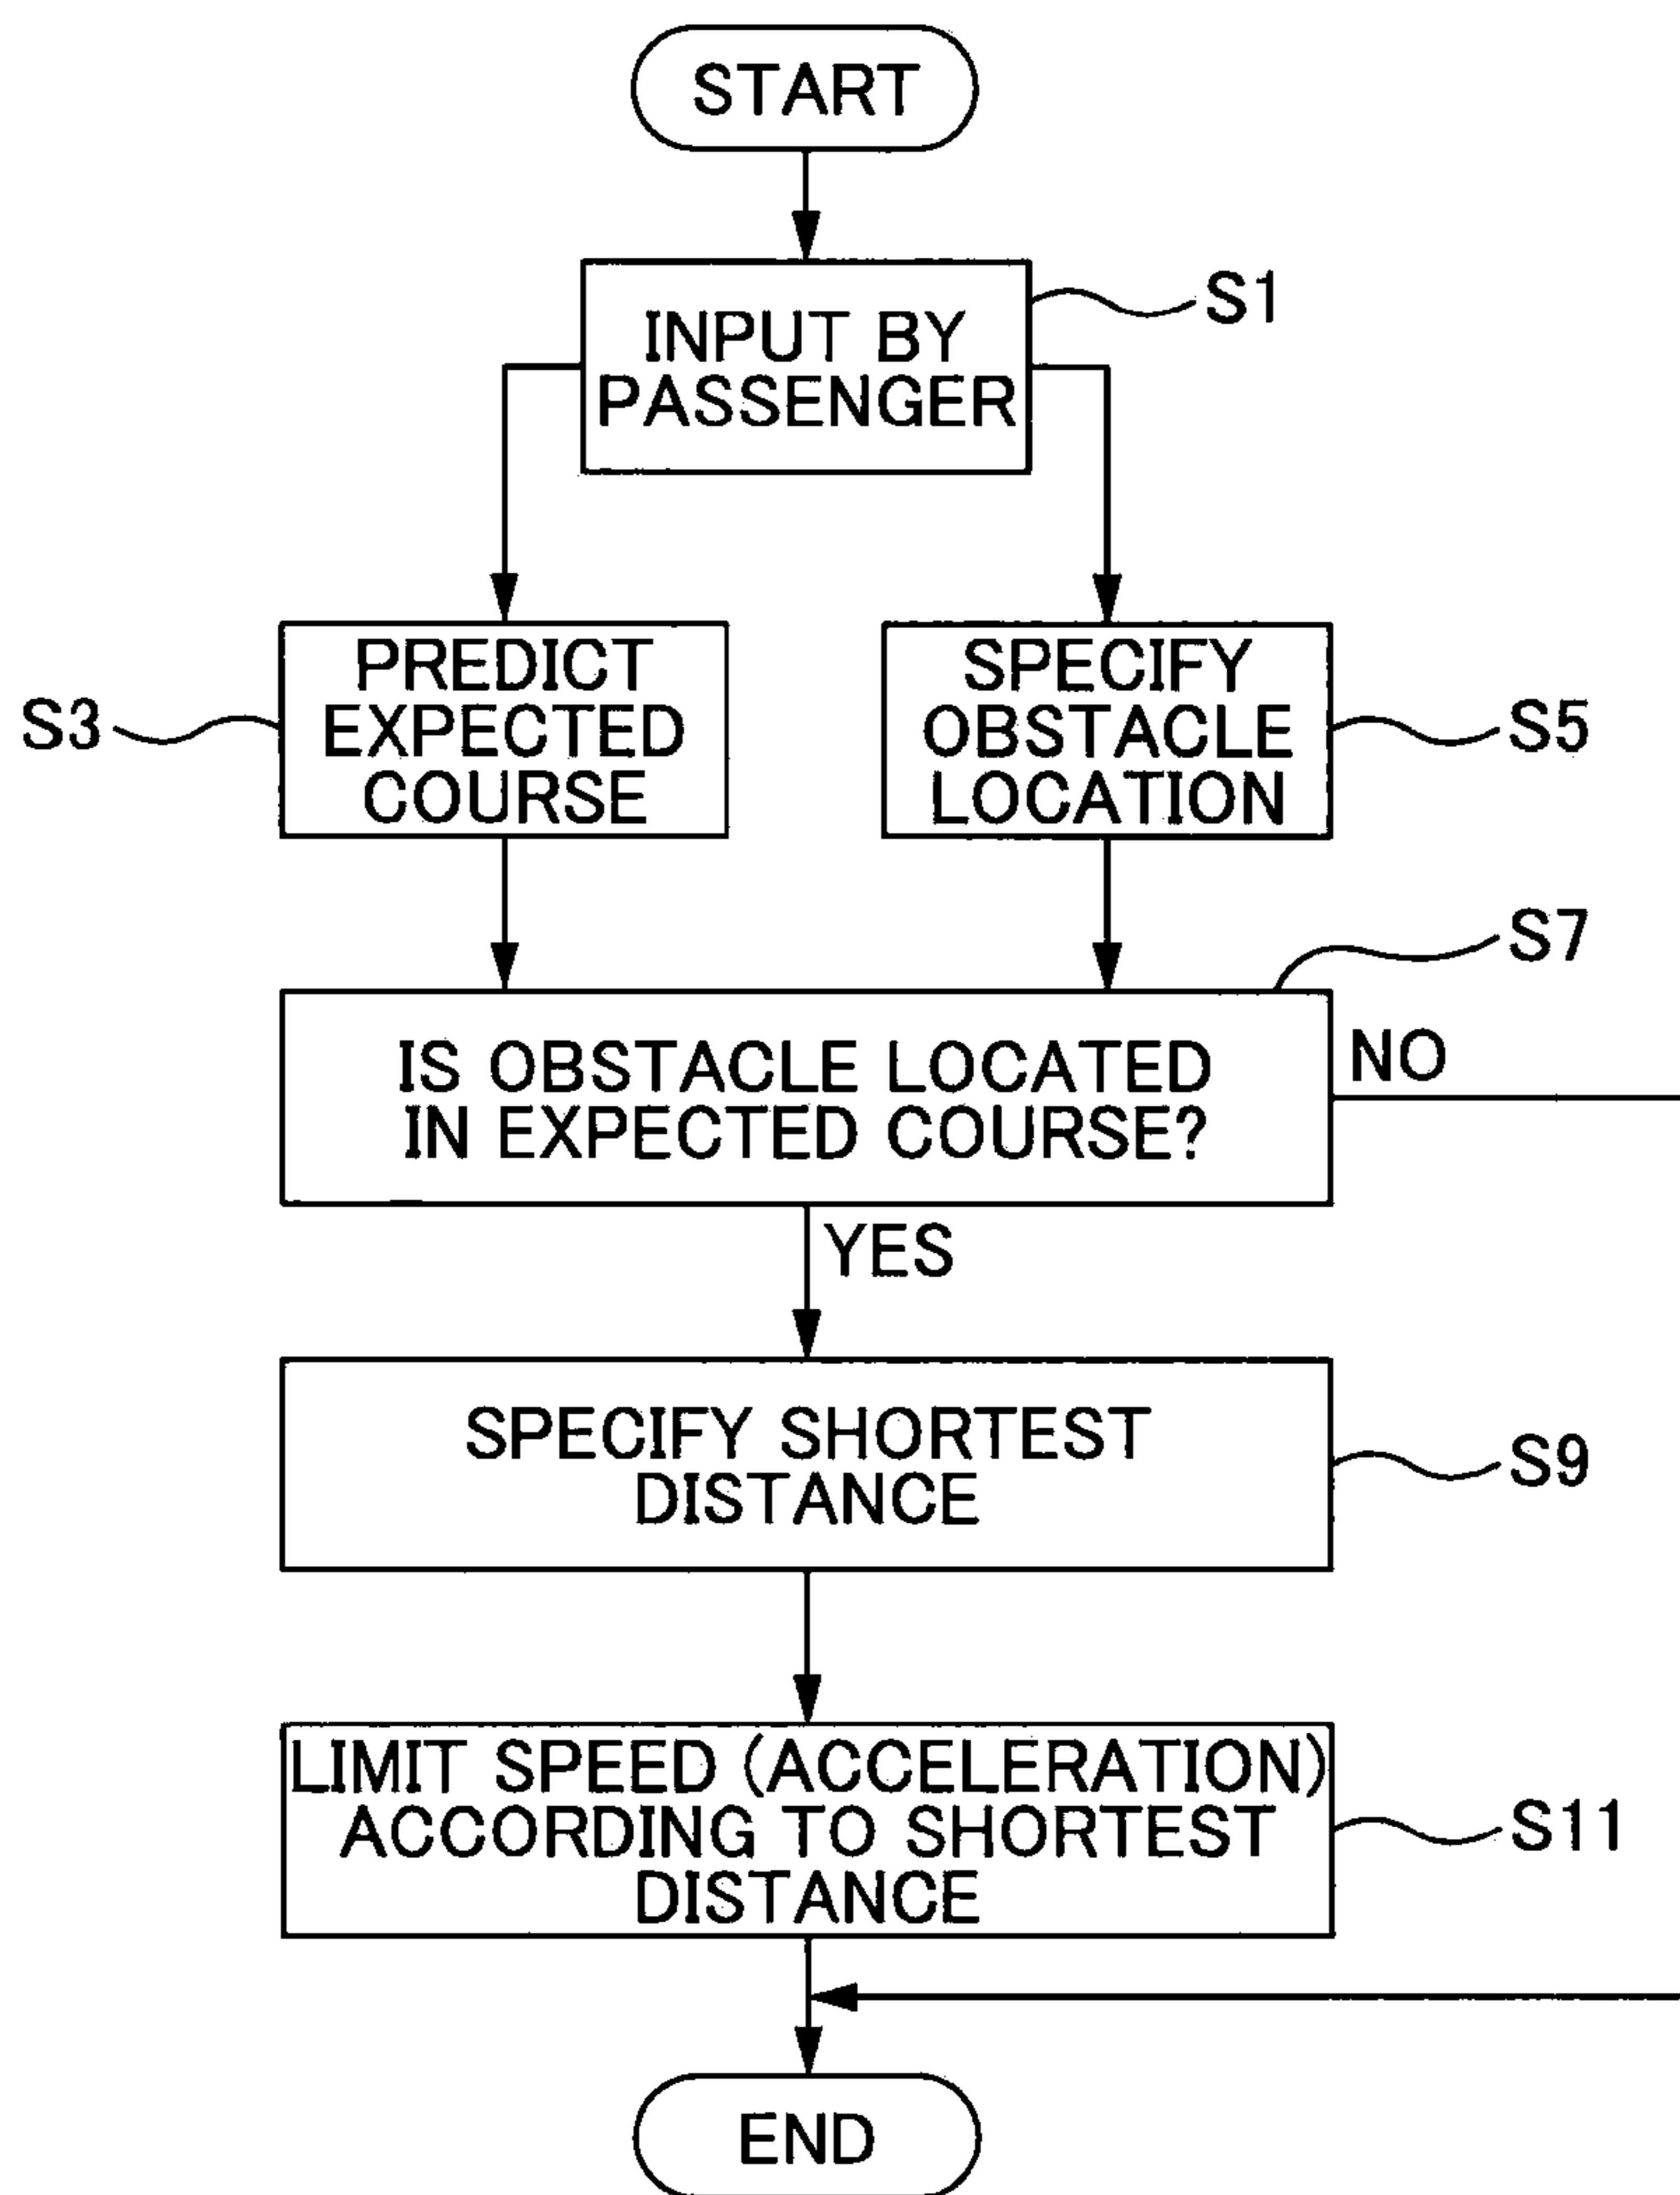 START
INPUT BY
PASSENGER
S1
PREDICT
EXPECTED
COURSE
S3
SPECIFY
OBSTACLE
LOCATION
S5
S7
IS OBSTACLE LOCATED
IN EXPECTED COURSE?
NO
YES
SPECIFY SHORTEST
DISTANCE
S9
LIMIT SPEED (ACCELERATION)
ACCORDING TO SHORTEST
DISTANCE
S11
END